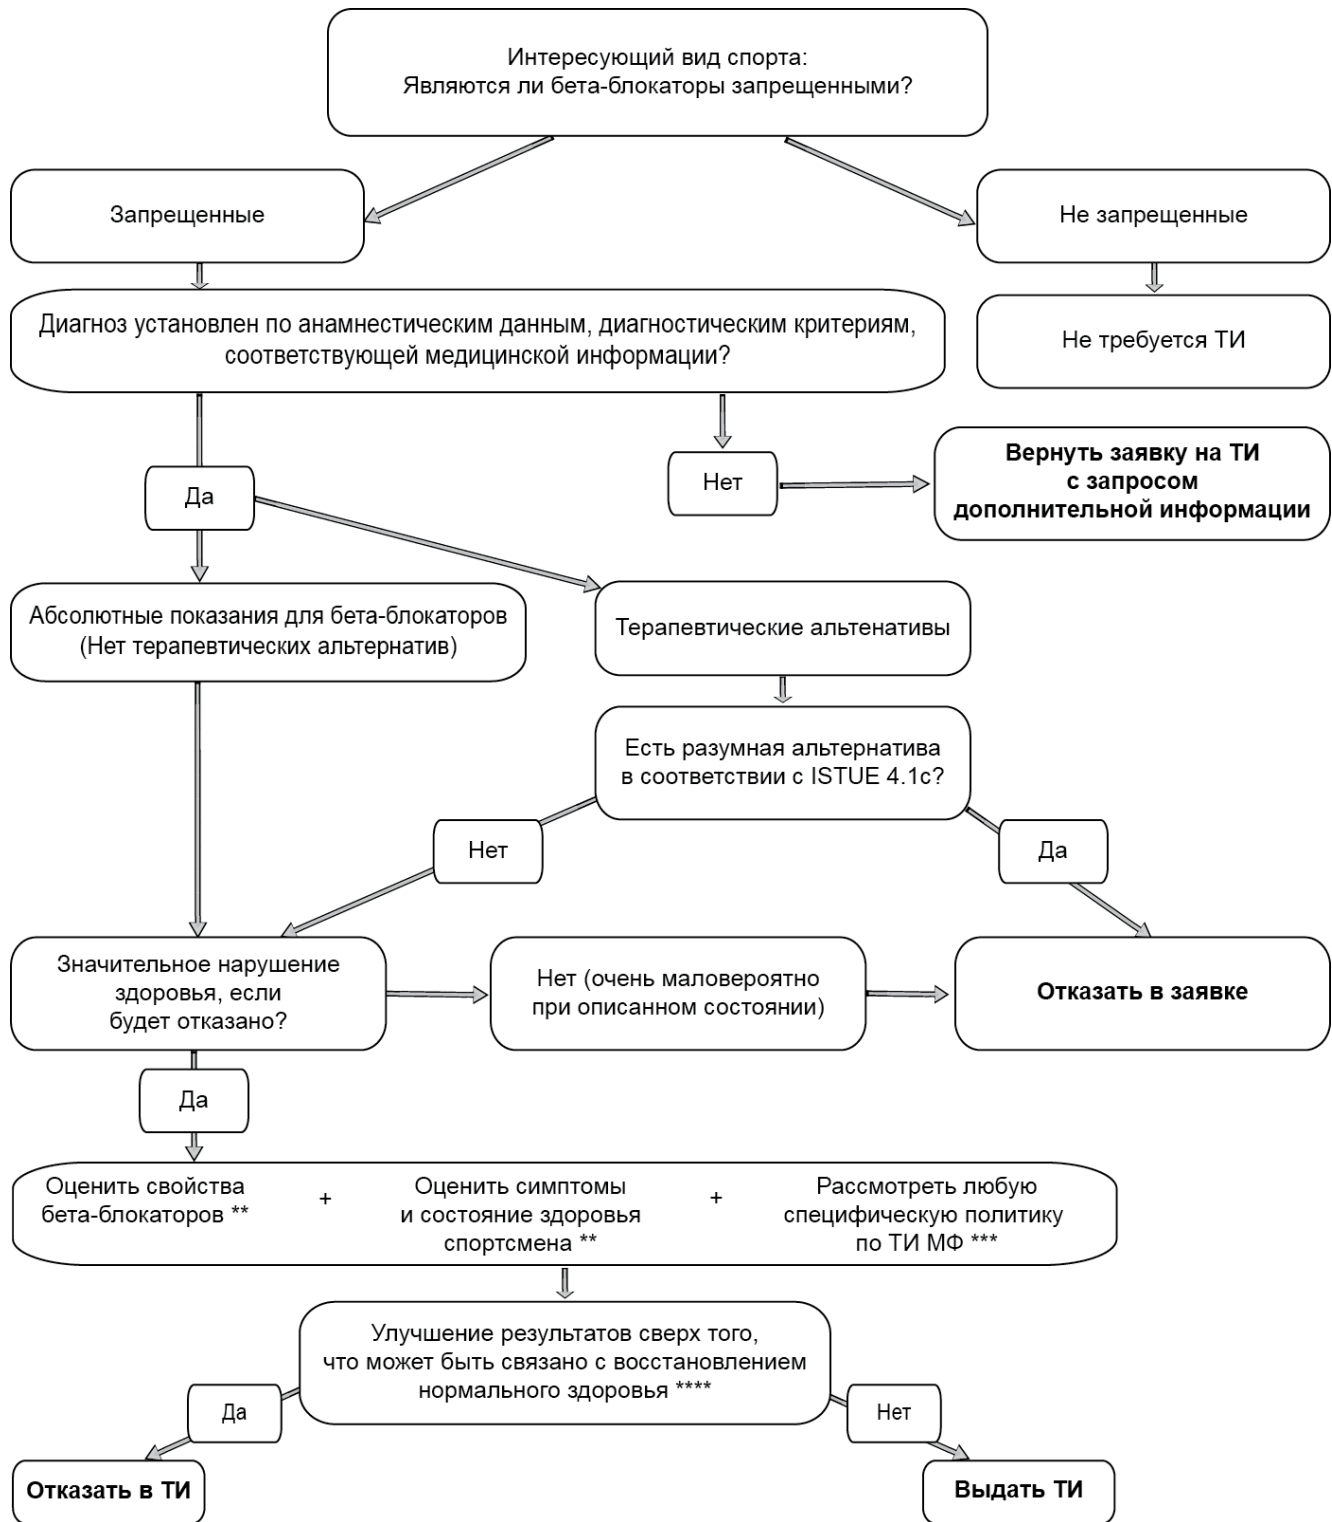 Интересующий вид спорта:
Являются ли бета-блокаторы запрещенными?
Запрещенные
Не запрещенные
Диагноз установлен по анамнестическим данным, диагностическим критериям,
соответствующей медицинской информации?
Не требуется ТИ
Да
Нет
Вернуть заявку на ТИ
с запросом
дополнительной информации
Абсолютные показания для бета-блокаторов
(Нет терапевтических альтернатив)
Терапевтические альтенативы
Есть разумная альтернатива
в соответствии с ISTUE 4.1c?
Нет
Да
Значительное нарушение
здоровья, если
будет отказано?
Нет (очень маловероятно
при описанном состоянии)
Отказать в заявке
Да
Оценить свойства
бета-блокаторов **
+
Оценить симптомы
и состояние здоровья
спортсмена **
+
Рассмотреть любую
специфическую политику
по ТИ МФ ***
Улучшение результатов сверх того,
что может быть связано с восстановлением
нормального здоровья ****
Да
Нет
Отказать в ТИ
Выдать ТИ